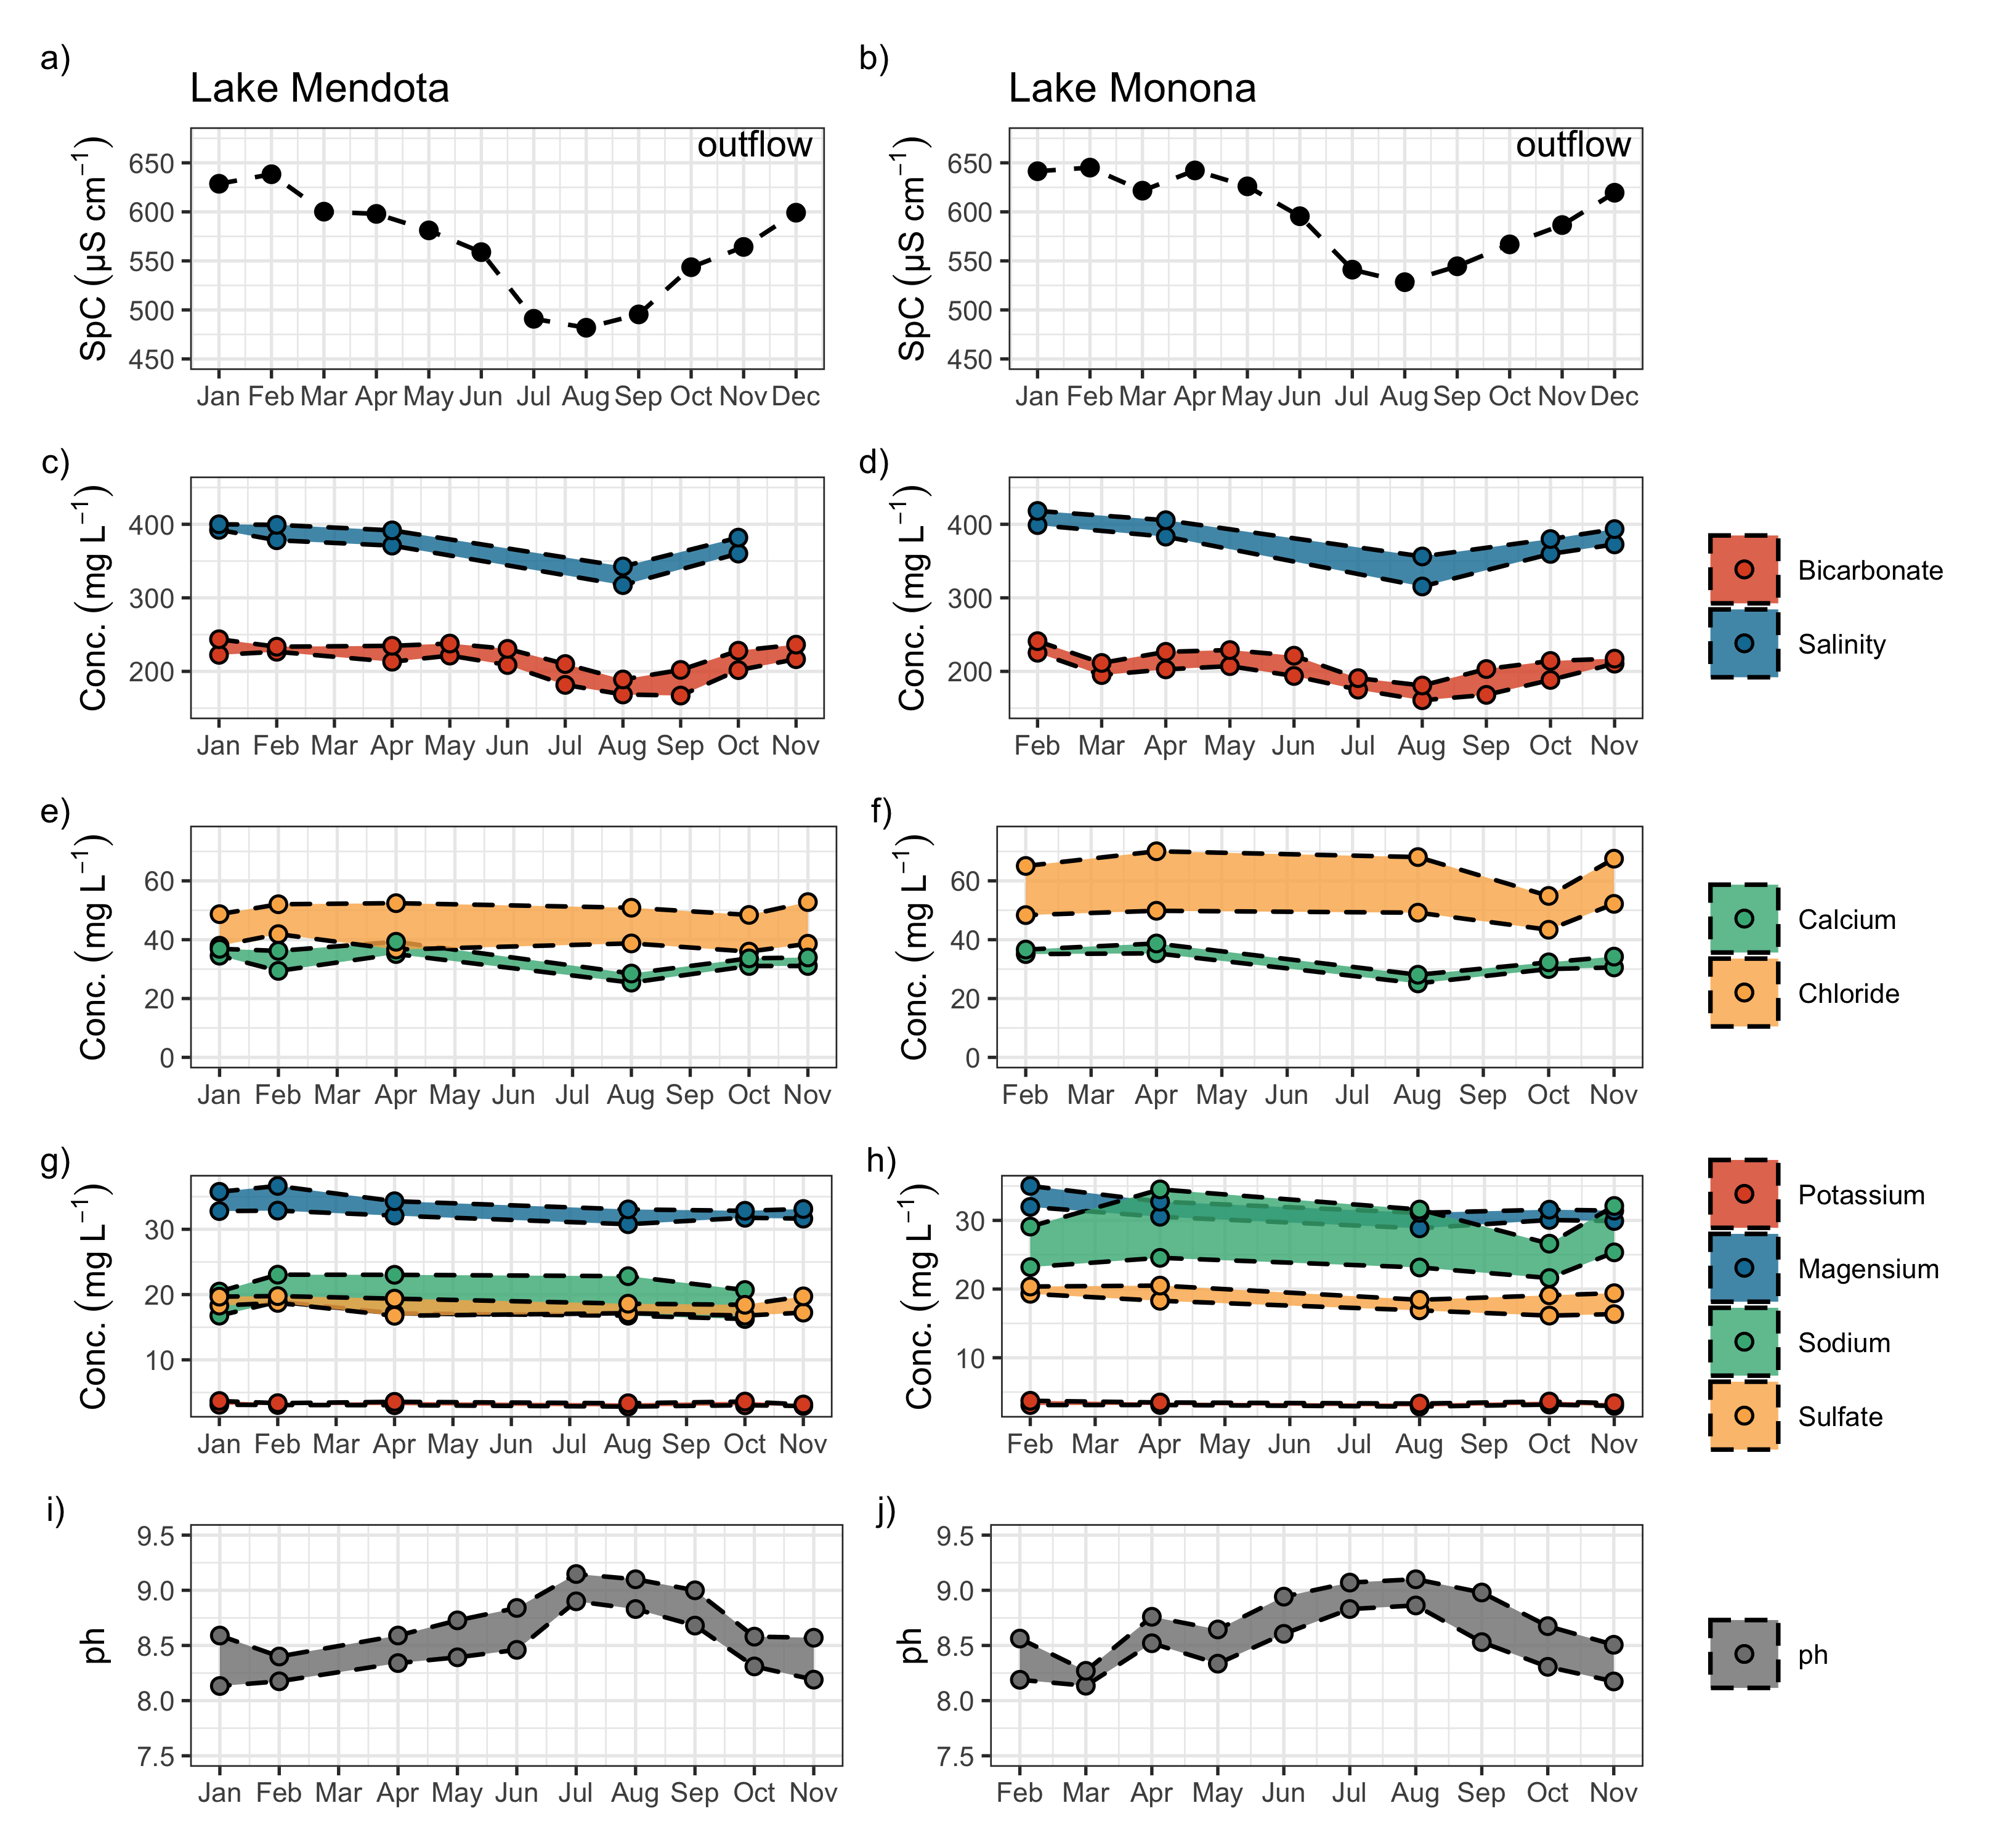 a)
Lake Mendota
b)
Lake Monona
SpC (µS cm⁻¹)
650
600
550
500
450
outflow
Jan Feb Mar Apr May Jun Jul Aug Sep Oct Nov Dec
SpC (µS cm⁻¹)
650
600
550
500
450
outflow
Jan Feb Mar Apr May Jun Jul Aug Sep Oct Nov Dec
c)
Conc. (mg L⁻¹)
400
300
200
Jan Feb Mar Apr May Jun Jul Aug Sep Oct Nov
d)
Conc. (mg L⁻¹)
400
300
200
Feb Mar Apr May Jun Jul Aug Sep Oct Nov
Bicarbonate
Salinity
e)
Conc. (mg L⁻¹)
60
40
20
0
Jan Feb Mar Apr May Jun Jul Aug Sep Oct Nov
f)
Conc. (mg L⁻¹)
60
40
20
0
Feb Mar Apr May Jun Jul Aug Sep Oct Nov
Calcium
Chloride
g)
Conc. (mg L⁻¹)
30
20
10
Jan Feb Mar Apr May Jun Jul Aug Sep Oct Nov
h)
Conc. (mg L⁻¹)
30
20
10
Feb Mar Apr May Jun Jul Aug Sep Oct Nov
Potassium
Magensium
Sodium
Sulfate
i)
ph
9.5
9.0
8.5
8.0
7.5
Jan Feb Mar Apr May Jun Jul Aug Sep Oct Nov
j)
ph
9.5
9.0
8.5
8.0
7.5
Feb Mar Apr May Jun Jul Aug Sep Oct Nov
ph